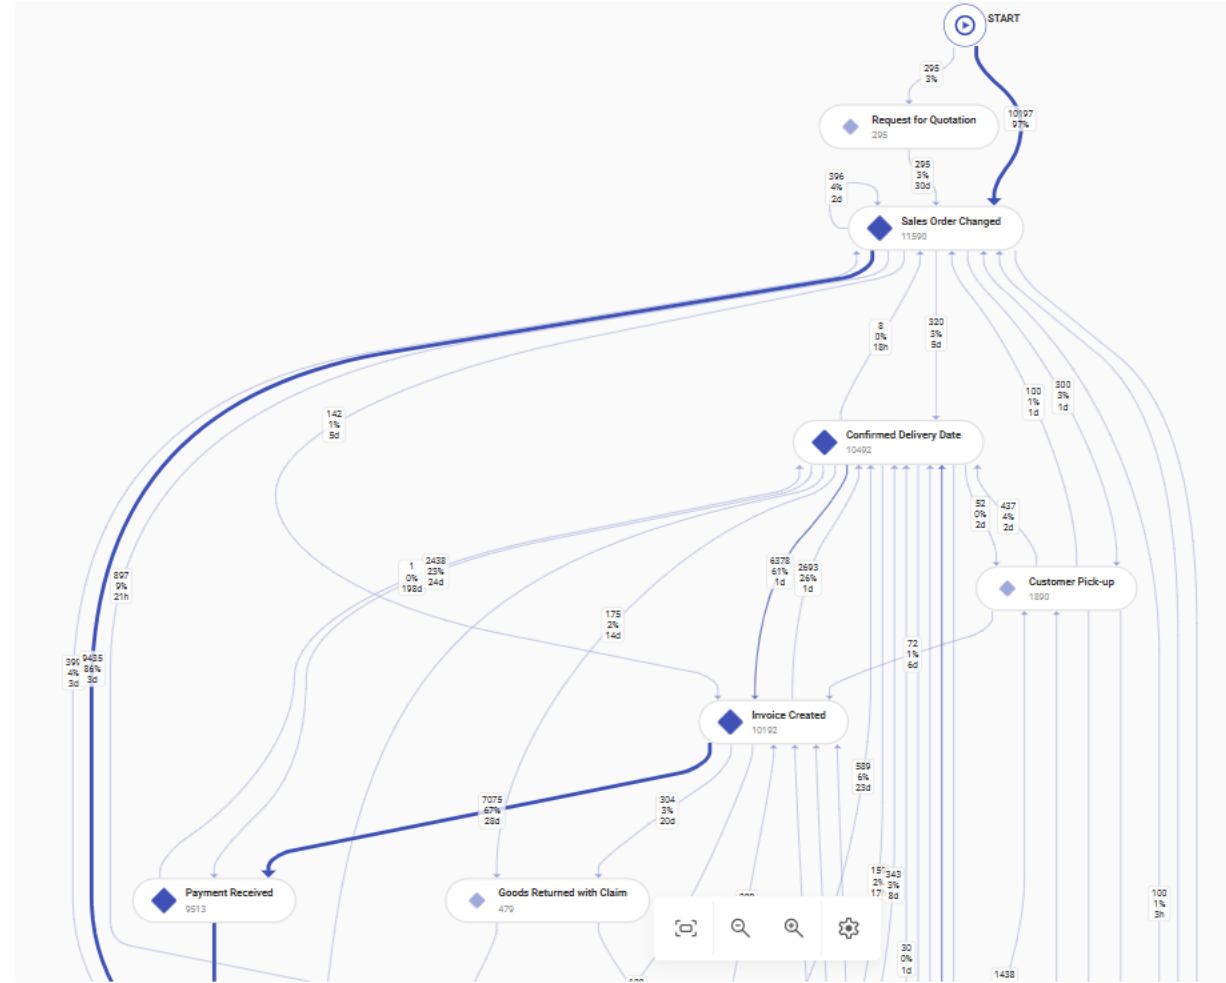 START
295
3%
10197
97%
Request for Quotation
295
295
3%
30d
396
4%
2d
Sales Order Changed
11590
8
0%
18h
320
3%
5d
100
1%
1d
300
3%
1d
142
1%
5d
Confirmed Delivery Date
10492
52
0%
2d
437
4%
2d
1
0%
198d
2438
23%
24d
6378
61%
1d
2693
26%
1d
897
9%
21h
Customer Pick-up
1890
175
2%
14d
72
1%
6d
4%
3d
9435
86%
3d
Invoice Created
10192
589
6%
23d
7075
67%
28d
304
3%
20d
Payment Received
9513
Goods Returned with Claim
479
343
3%
8d
100
1%
3h
30
0%
1d
1438